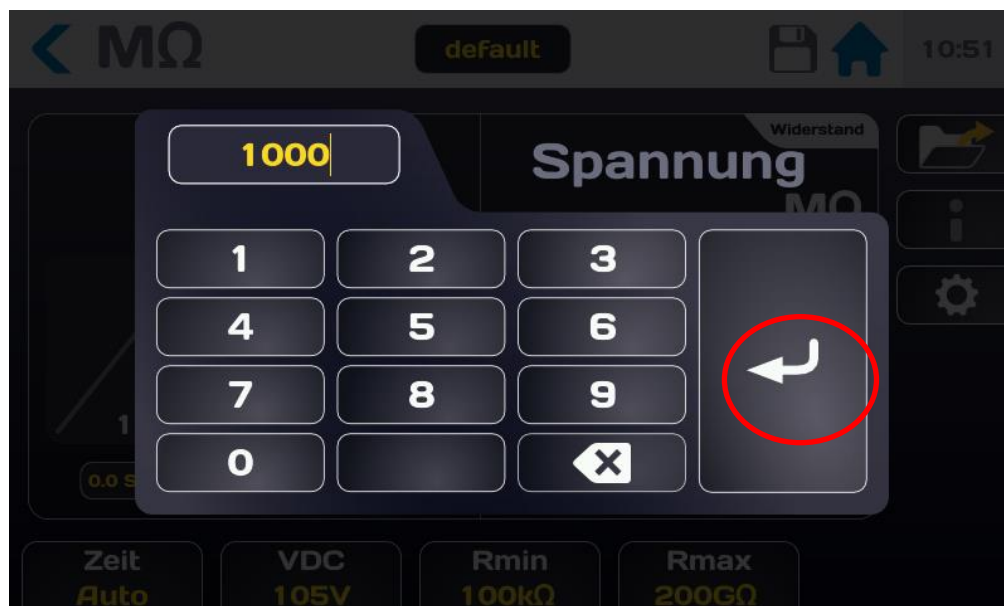 MΩ
default
10:51
1000
Widerstand
Spannung
MΩ
1
2
3
4
5
6
7
8
9
0
1
0.0 S
Zeit
VDC
Rmin
Rmax
Auto
105V
100kΩ
200GΩ